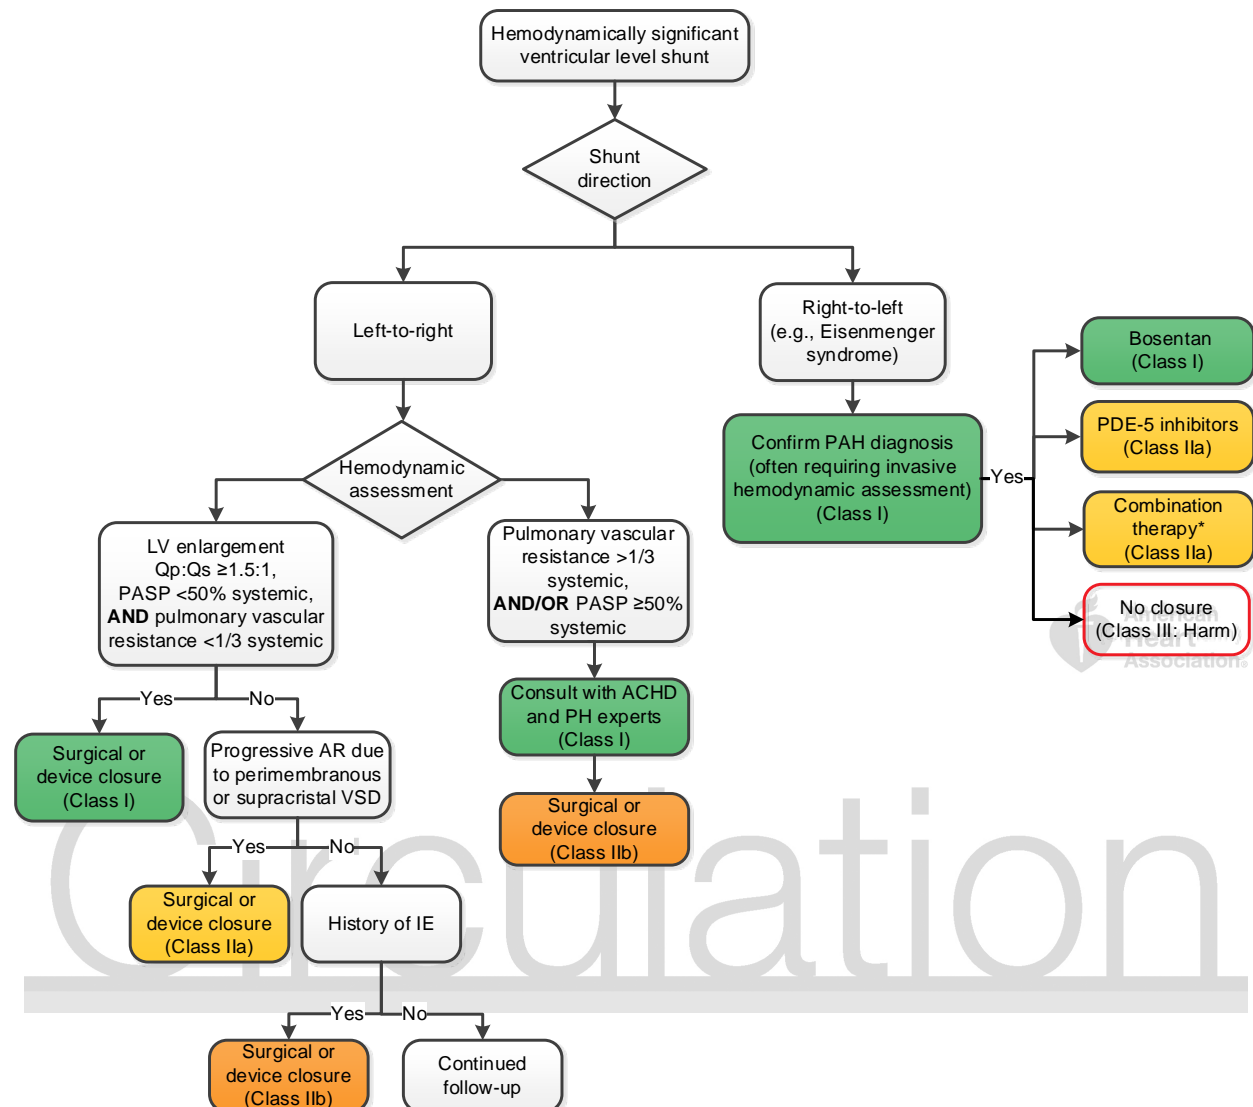 Hemodynamically significant
ventricular level shunt
Shunt
direction
Left-to-right
Right-to-left
(e.g., Eisenmenger
syndrome)
Bosentan
(Class I)
Confirm PAH diagnosis
(often requiring invasive
hemodynamic assessment)
(Class I)
Yes
PDE-5 inhibitors
(Class IIa)
Combination
therapy*
(Class IIa)
No closure
(Class III: Harm)
American
Heart
Association®
Hemodynamic
assessment
LV enlargement
Qp:Qs ≥1.5:1,
PASP <50% systemic,
AND pulmonary vascular
resistance <1/3 systemic
Pulmonary vascular
resistance >1/3
systemic,
AND/OR PASP ≥50%
systemic
Yes
No
Surgical or
device closure
(Class I)
Progressive AR due
to perimembranous
or supracristal VSD
Consult with ACHD
and PH experts
(Class I)
Surgical or
device closure
(Class IIb)
Yes
No
Surgical or
device closure
(Class IIa)
History of IE
Circulation
Yes
No
Surgical or
device closure
(Class IIb)
Continued
follow-up